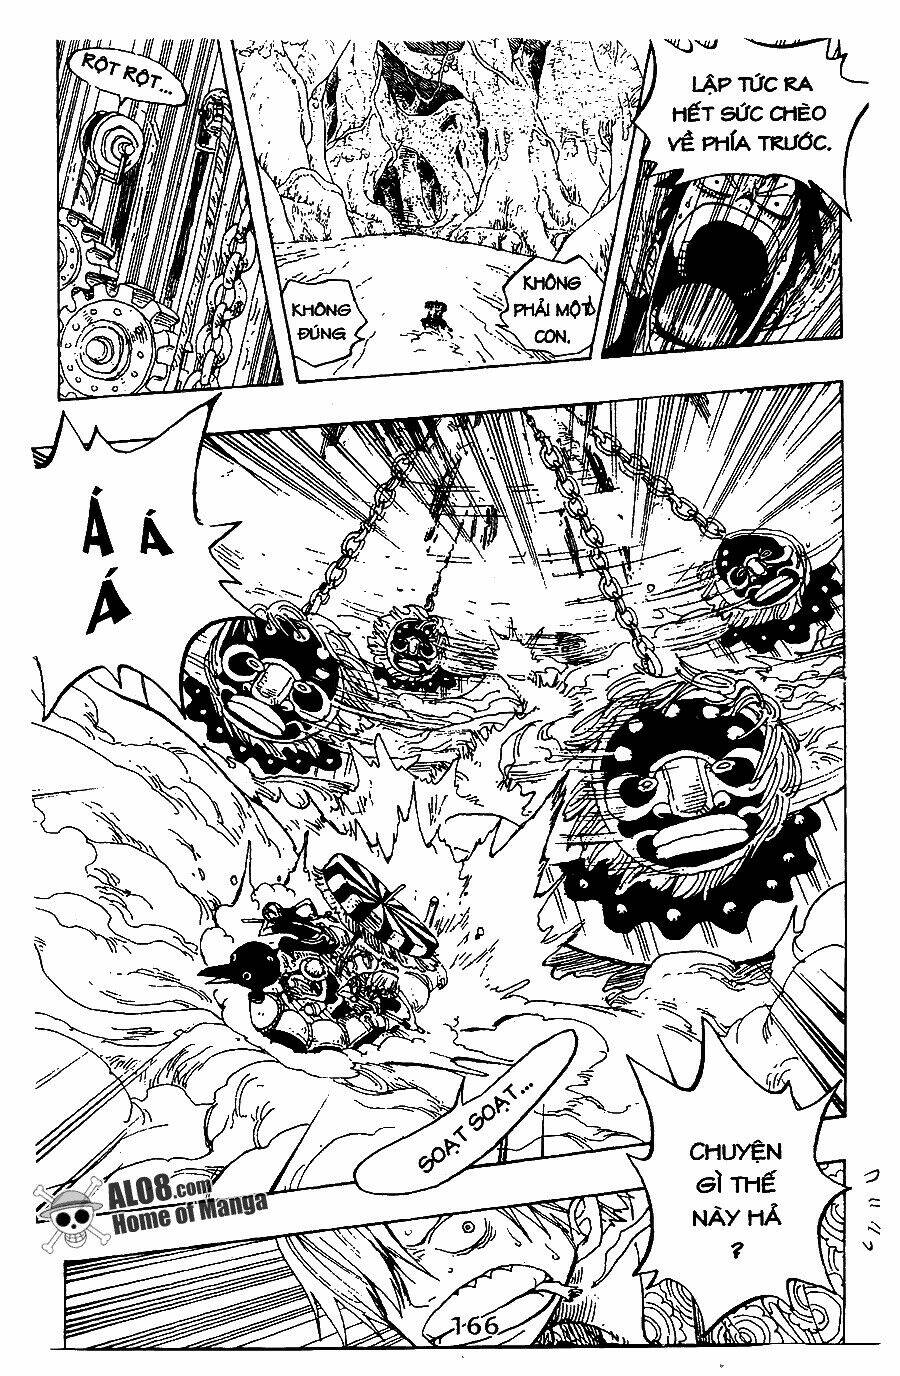 LẬP TỨC RA
HẾT SỨC CHÈO
VỀ PHÍA TRƯỚC.
KHÔNG
PHẢI MỘT
CON.
KHÔNG
ĐÚNG
RỘT RỘT...
Á
Á
Á
SOẠT SOẠT...
CHUYỆN
GÌ THẾ
NÀY HẢ
?
AL08.com
Home of Manga
166